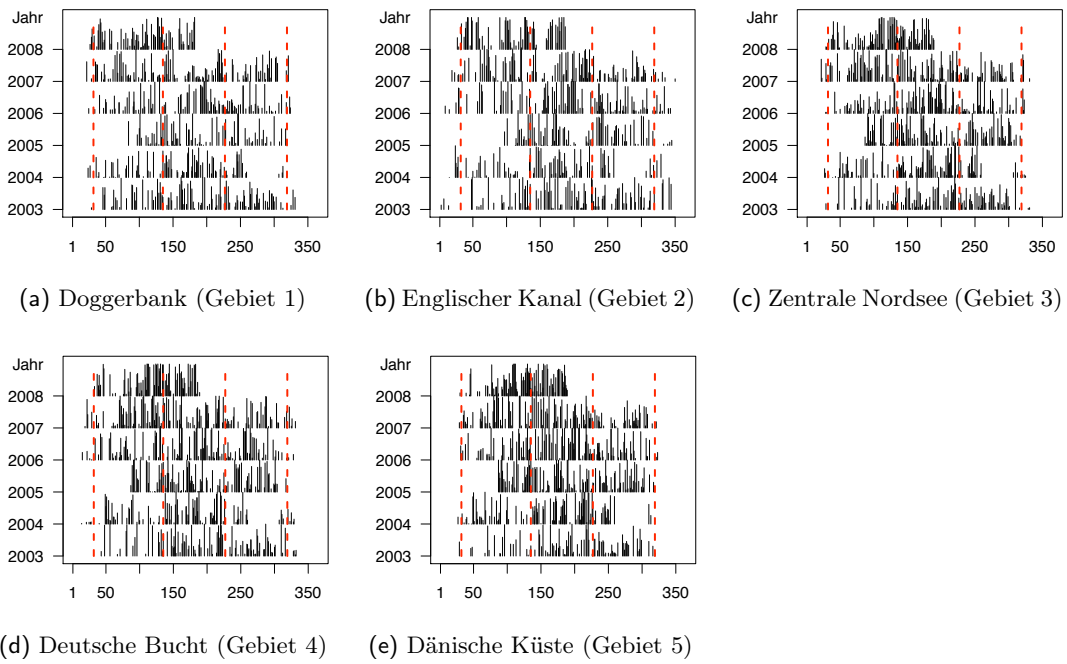 Jahr
2008
2007
2006
2005
2004
2003
1 50 150 250 350
(a) Doggerbank (Gebiet 1)
Jahr
2008
2007
2006
2005
2004
2003
1 50 150 250 350
(b) Englischer Kanal (Gebiet 2)
Jahr
2008
2007
2006
2005
2004
2003
1 50 150 250 350
(c) Zentrale Nordsee (Gebiet 3)
Jahr
2008
2007
2006
2005
2004
2003
1 50 150 250 350
(d) Deutsche Bucht (Gebiet 4)
Jahr
2008
2007
2006
2005
2004
2003
1 50 150 250 350
(e) Dänische Küste (Gebiet 5)